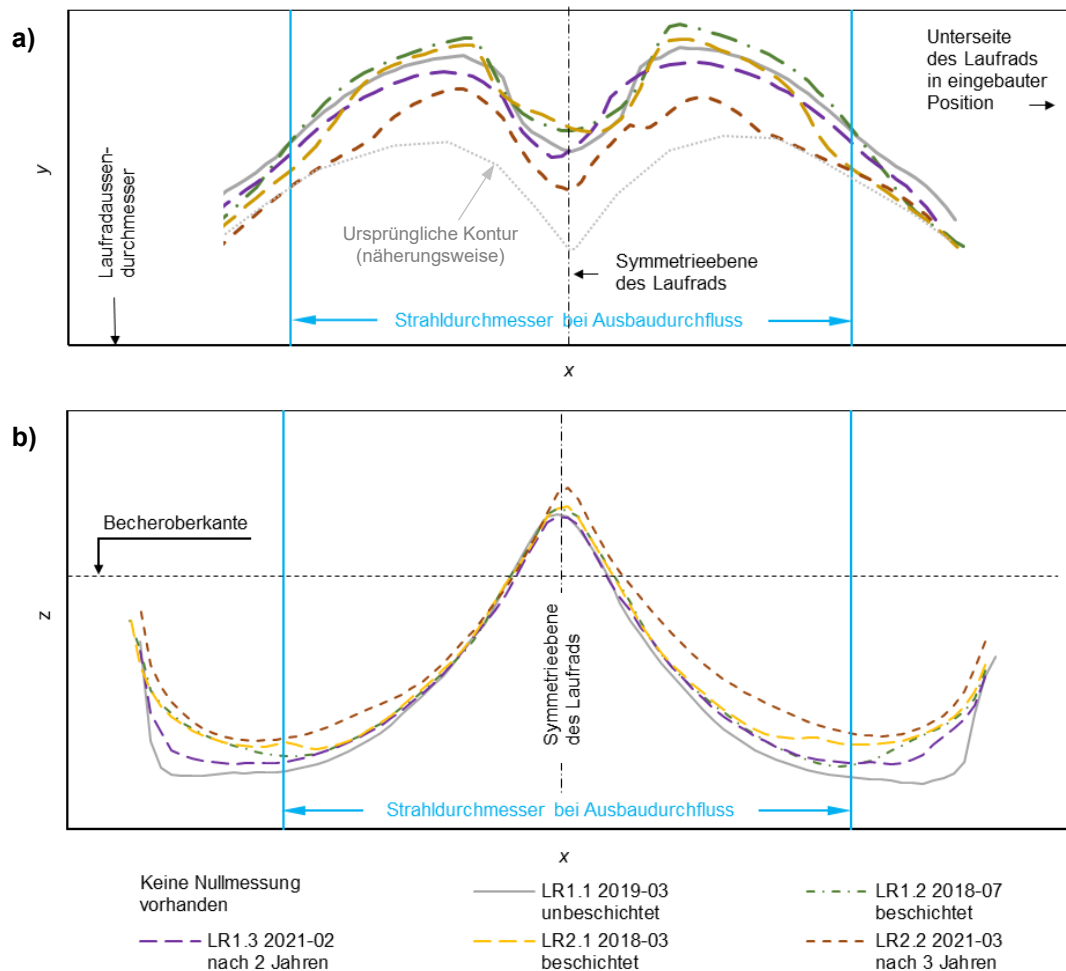 a)
Unterseite
des Laufrads
in eingebauter
Position
y
Laufradaussen-
durchmesser
Ursprüngliche Kontur
(näherungsweise)
Symmetrieebene
des Laufrads
Strahldurchmesser bei Ausbaudurchfluss
x
b)
Becheroberkante
z
Symmetrieebene
des Laufrads
Strahldurchmesser bei Ausbaudurchfluss
x
Keine Nullmessung
vorhanden
LR1.1 2019-03
unbeschichtet
LR1.2 2018-07
beschichtet
LR1.3 2021-02
nach 2 Jahren
LR2.1 2018-03
beschichtet
LR2.2 2021-03
nach 3 Jahren